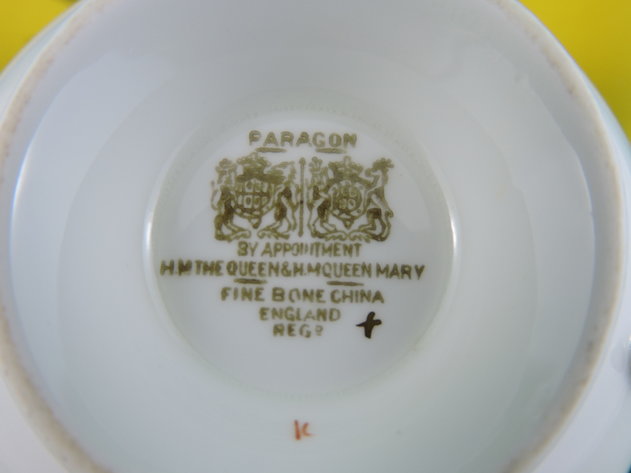 PARAGON
BY APPOINTMENT
H.M THE QUEEN & H.M QUEEN MARY
FINE BONE CHINA
ENGLAND
REGD
K